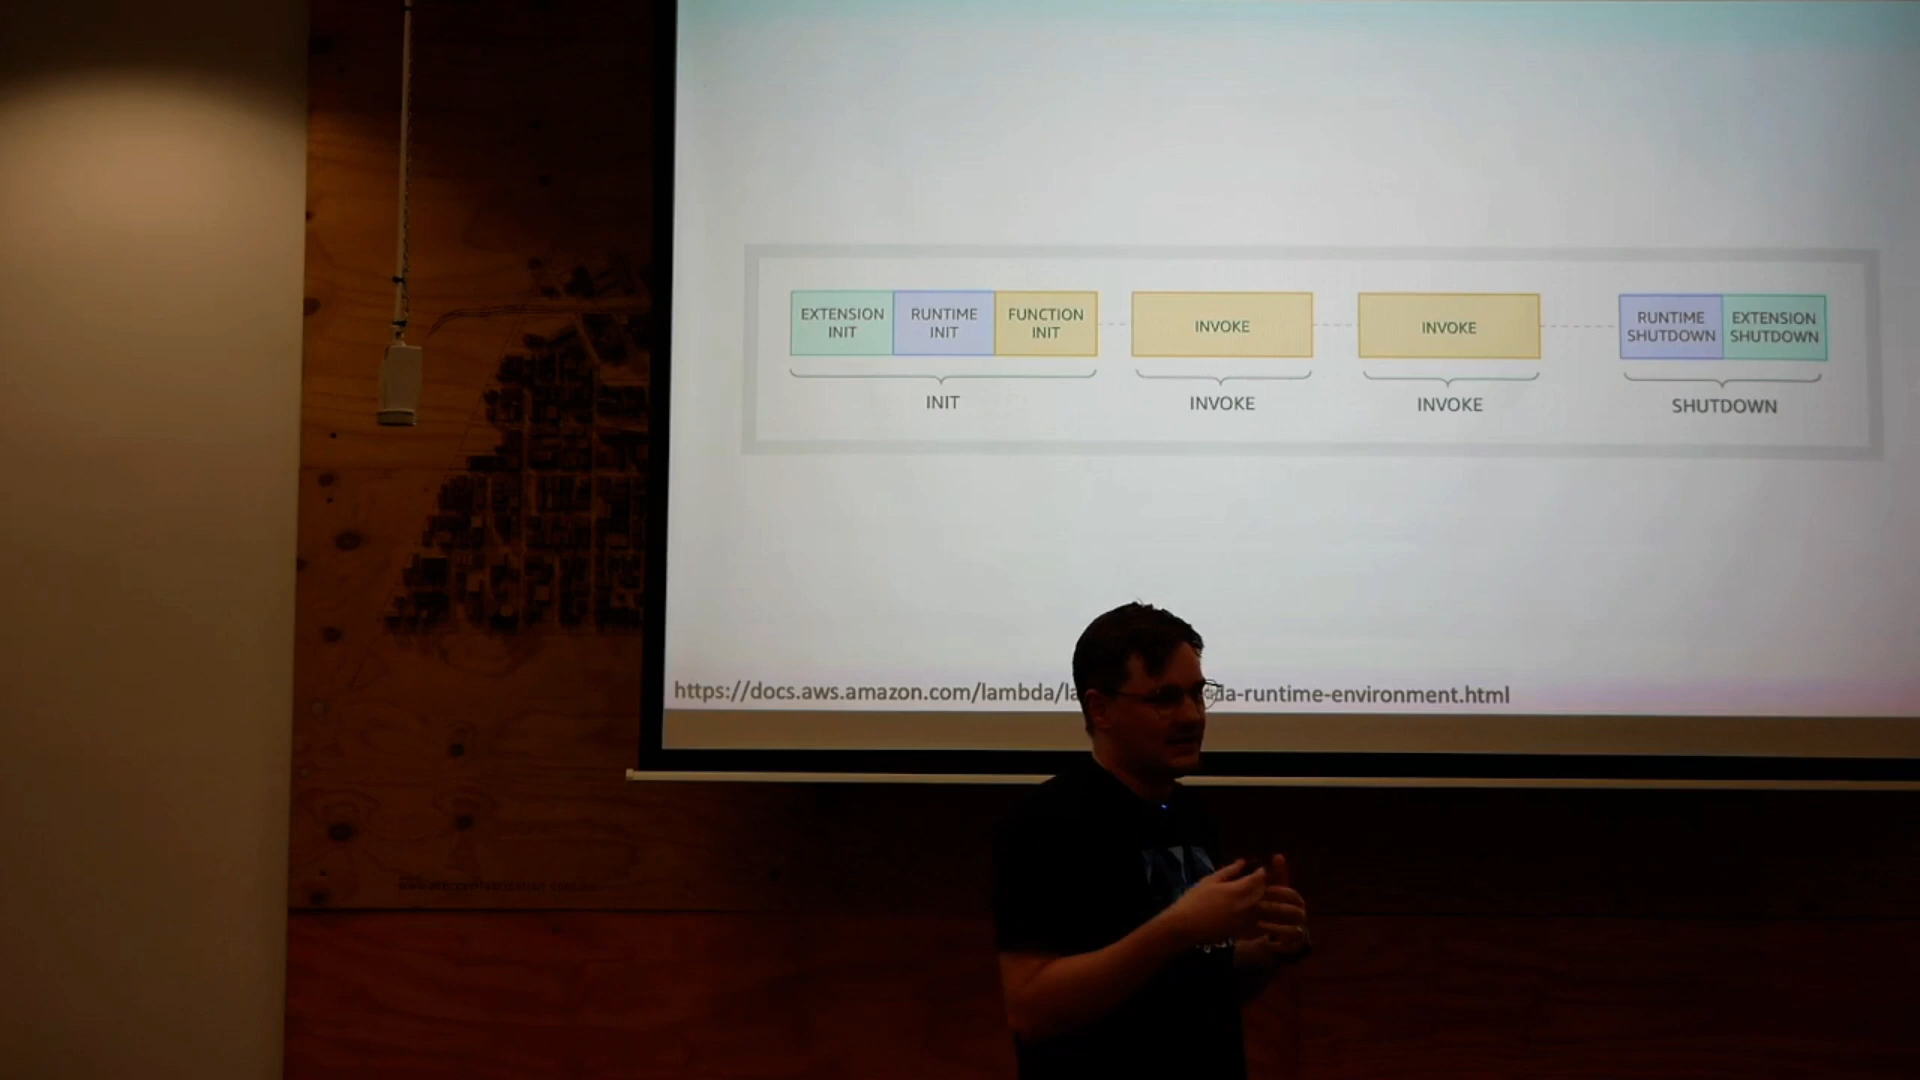 EXTENSION
INIT
RUNTIME
INIT
FUNCTION
INIT
INVOKE
INVOKE
RUNTIME
SHUTDOWN
EXTENSION
SHUTDOWN
INIT
INVOKE
INVOKE
SHUTDOWN
https://docs.aws.amazon.com/lambda/la da-runtime-environment.html